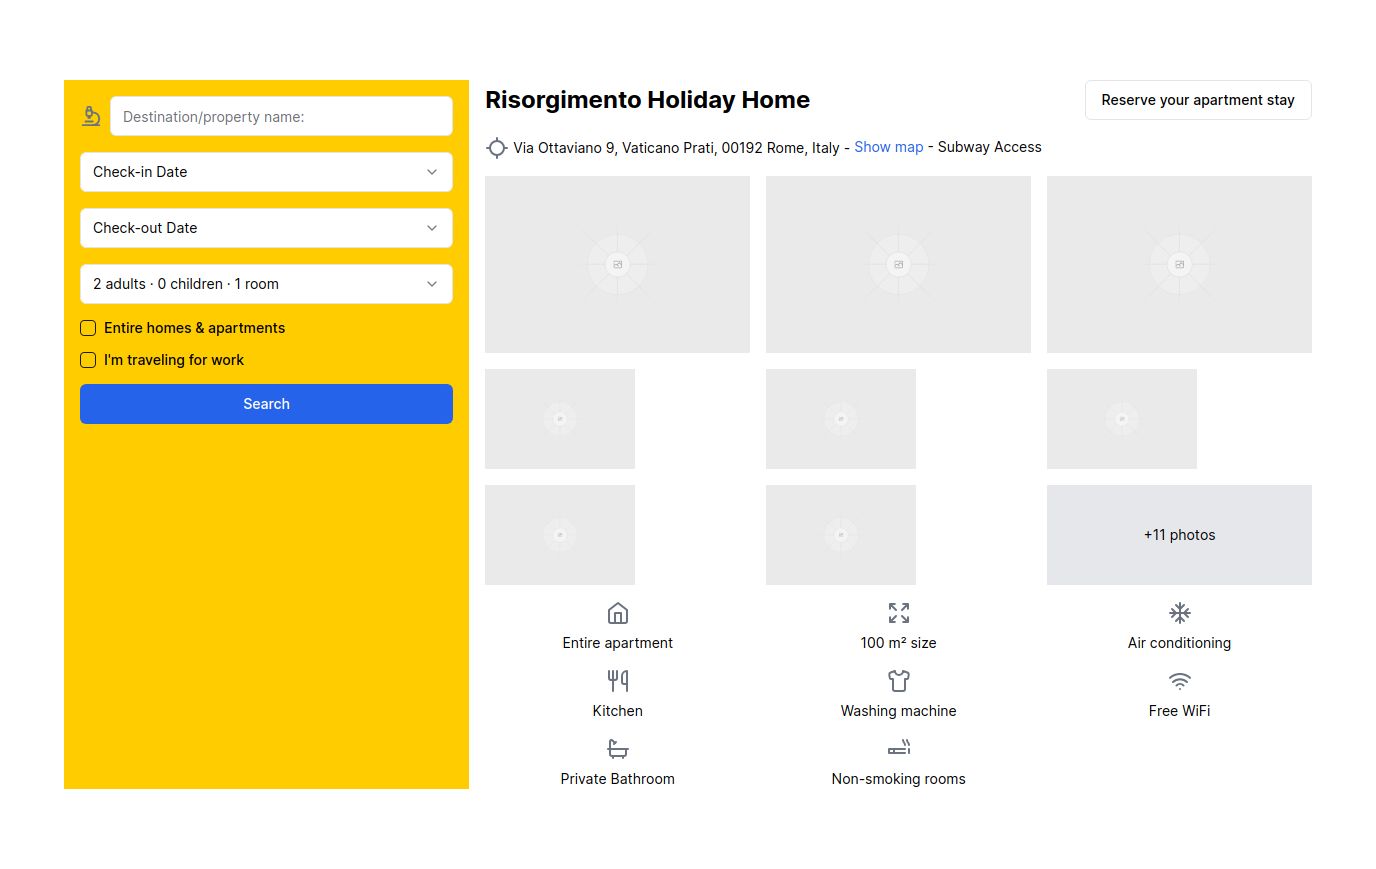 Destination/property name:
Check-in Date
Check-out Date
2 adults · 0 children · 1 room
Entire homes & apartments
I'm traveling for work
Search
Risorgimento Holiday Home
Reserve your apartment stay
Via Ottaviano 9, Vaticano Prati, 00192 Rome, Italy - Show map - Subway Access
+11 photos
Entire apartment
100 m² size
Air conditioning
Kitchen
Washing machine
Free WiFi
Private Bathroom
Non-smoking rooms